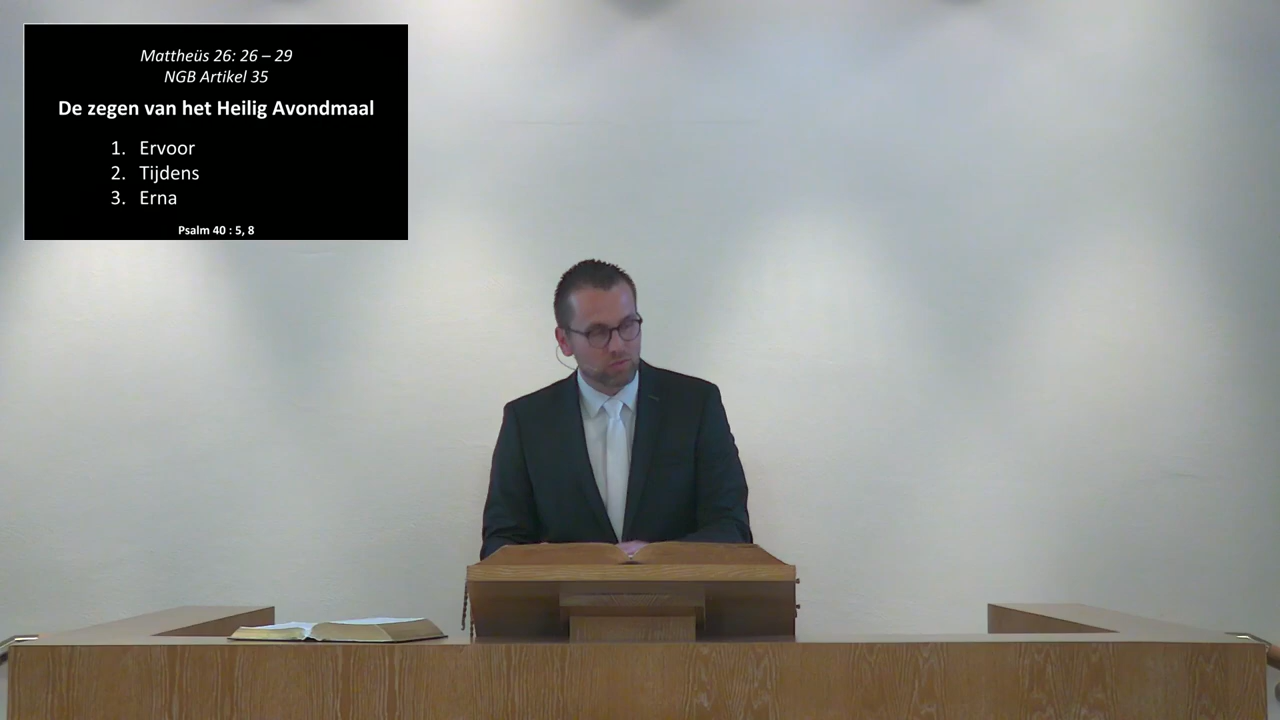 Mattheüs 26: 26 – 29
NGB Artikel 35
De zegen van het Heilig Avondmaal
1. Ervoor
2. Tijdens
3. Erna
Psalm 40 : 5, 8